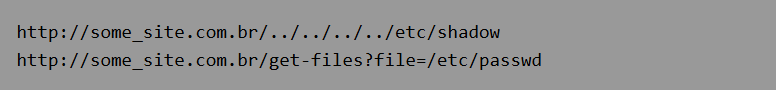 http://some_site.com.br/../../../../etc/shadow
http://some_site.com.br/get-files?file=/etc/passwd